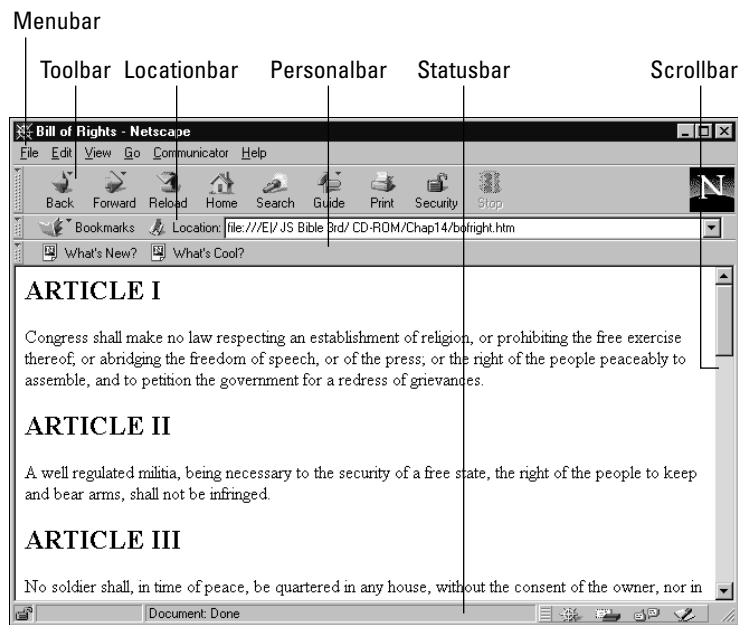 Menubar
Toolbar Locationbar Personalbar Statusbar Scrollbar
Bill of Rights - Netscape
File Edit View Go Communicator Help
Back Forward Reload Home Search Guide Print Security Stop
N
Bookmarks Location: file:///E|/ JS Bible 3rd/ CD-ROM/Chap14/bofright.htm
What's New? What's Cool?
ARTICLE I
Congress shall make no law respecting an establishment of religion, or prohibiting the free exercise
thereof; or abridging the freedom of speech, or of the press; or the right of the people peaceably to
assemble, and to petition the government for a redress of grievances.
ARTICLE II
A well regulated militia, being necessary to the security of a free state, the right of the people to keep
and bear arms, shall not be infringed.
ARTICLE III
No soldier shall, in time of peace, be quartered in any house, without the consent of the owner, nor in
Document: Done